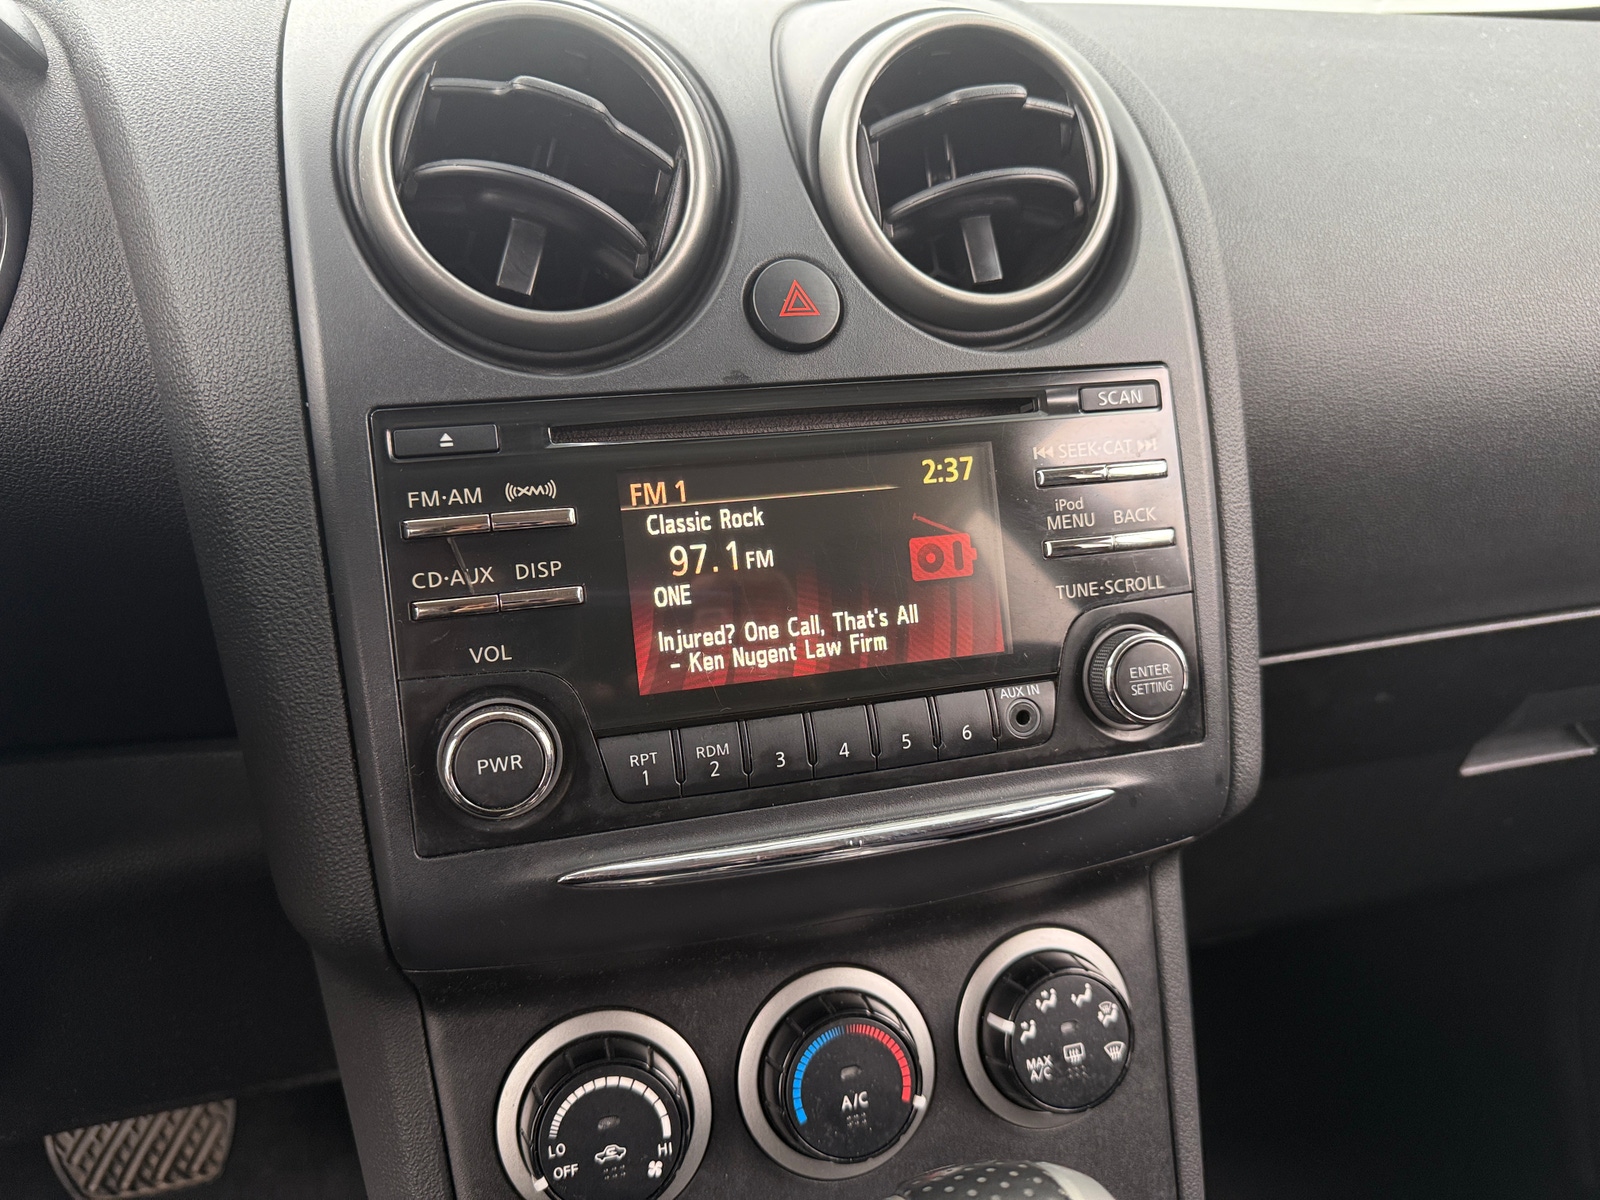 SCAN
FM·AM
XM
SEEK·CAT
CD·AUX
DISP
iPod
MENU
BACK
VOL
TUNE·SCROLL
FM 1
2:37
Classic Rock
97.1 FM
ONE
Injured? One Call, That's All
- Ken Nugent Law Firm
PWR
RPT
1
RDM
2
3
4
5
6
AUX IN
ENTER
SETTING
LO
HI
OFF
A/C
MAX
A/C